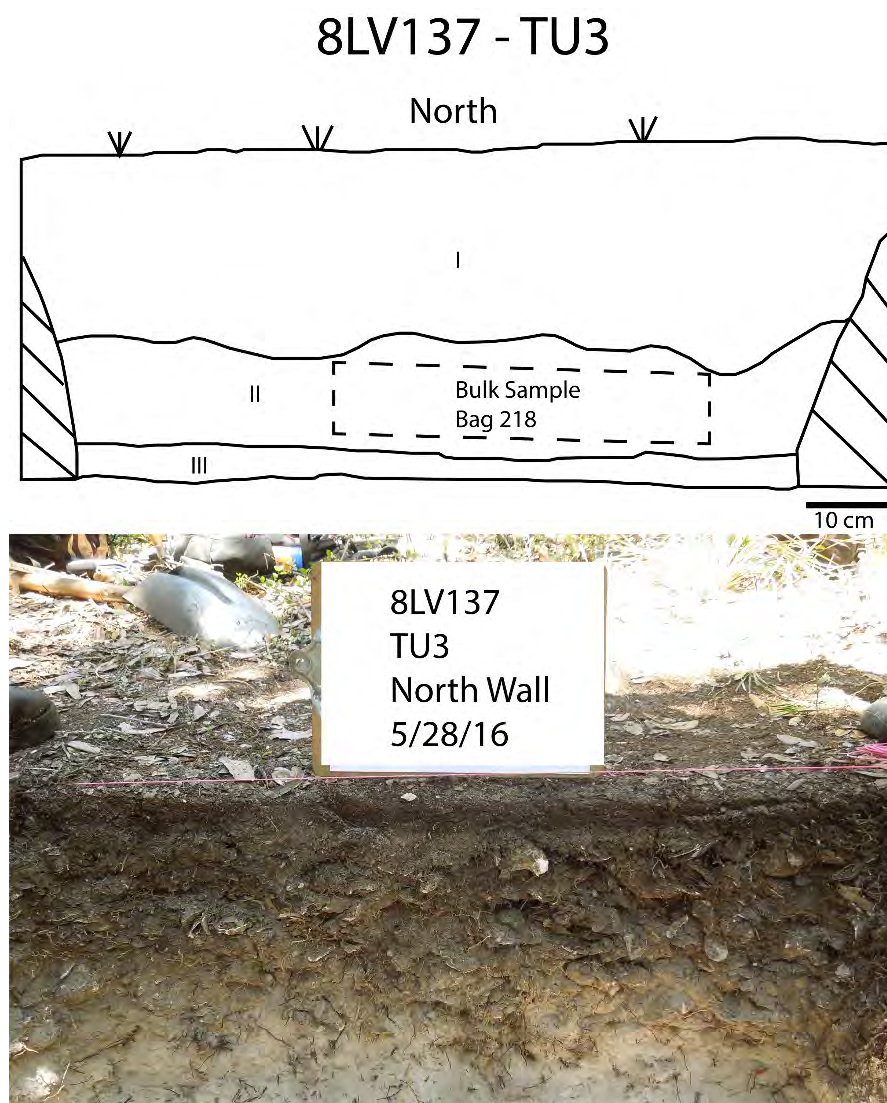 8LV137 - TU3
North
I
II
Bulk Sample
Bag 218
III
10 cm
8LV137
TU3
North Wall
5/28/16